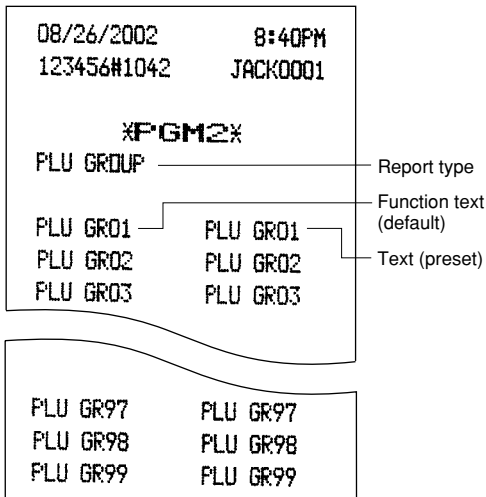 08/26/2002 8:40PM
123456#1042 JACK0001
*PGM2*
PLU GROUP
Report type
Function text
(default)
PLU GR01 PLU GR01
Text (preset)
PLU GR02 PLU GR02
PLU GR03 PLU GR03
PLU GR97 PLU GR97
PLU GR98 PLU GR98
PLU GR99 PLU GR99